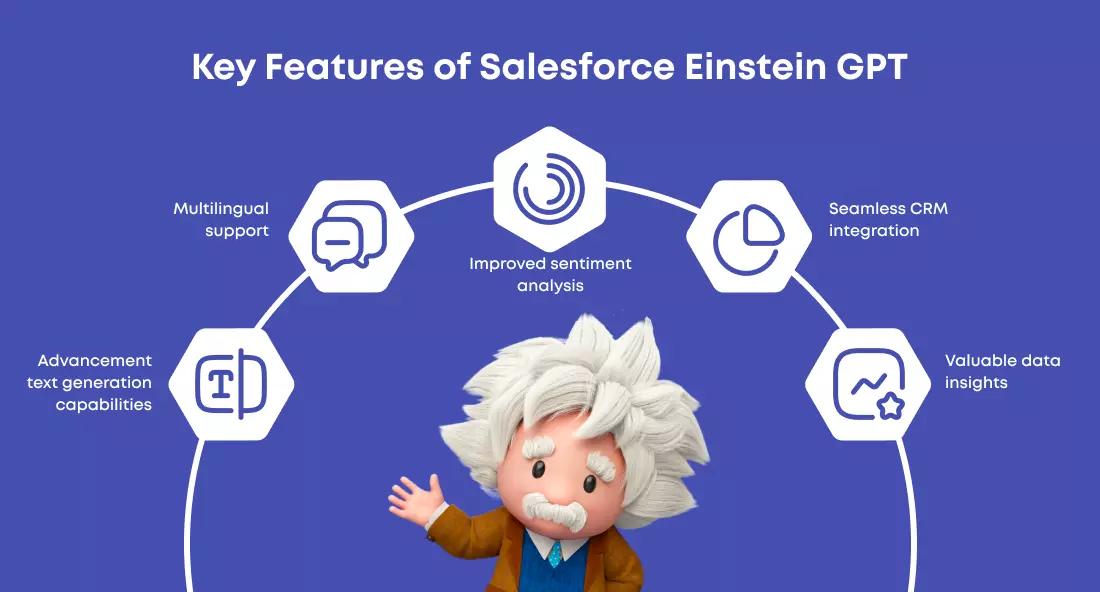 Key Features of Salesforce Einstein GPT
Advancement
text generation
capabilities
Multilingual
support
Improved sentiment
analysis
Seamless CRM
integration
Valuable data
insights